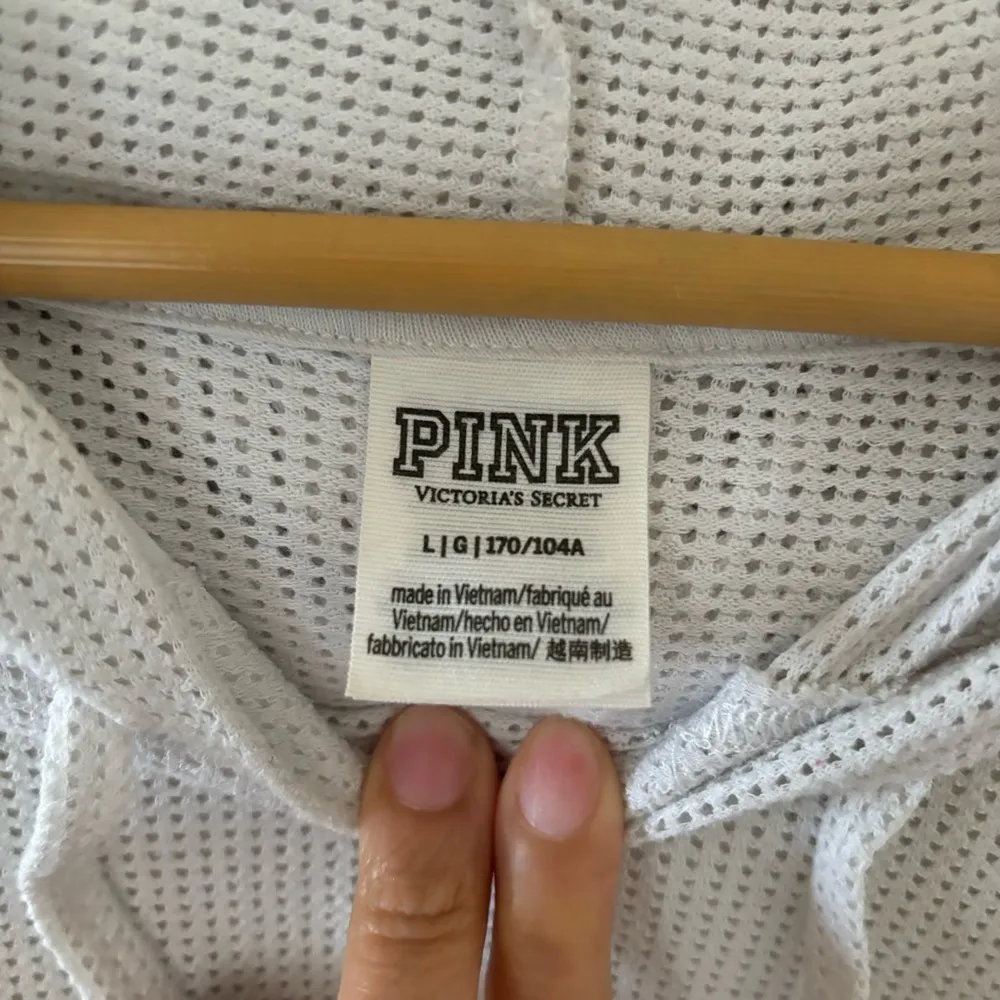 PINK
VICTORIA'S SECRET
L | G | 170/104A
made in Vietnam/fabriqué au
Vietnam/hecho en Vietnam/
fabbricato in Vietnam/ 越南制造